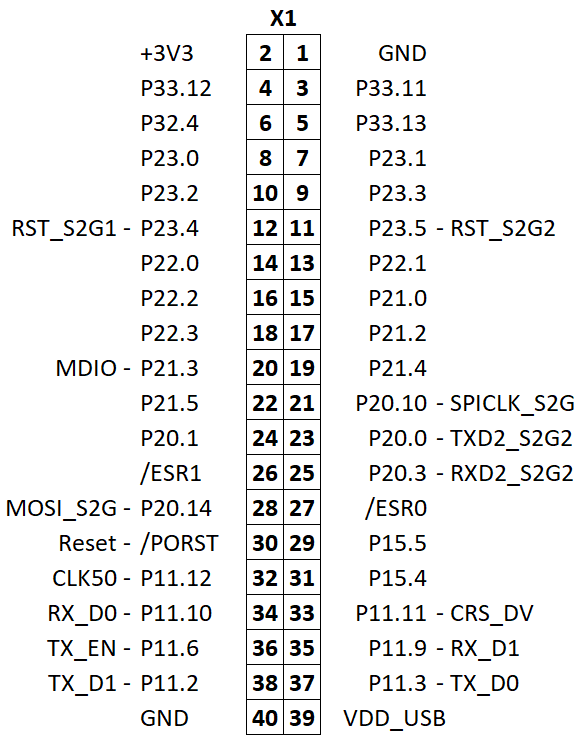 X1
+3V3 2 1 GND
P33.12 4 3 P33.11
P32.4 6 5 P33.13
P23.0 8 7 P23.1
P23.2 10 9 P23.3
RST_S2G1 - P23.4 12 11 P23.5 - RST_S2G2
P22.0 14 13 P22.1
P22.2 16 15 P21.0
P22.3 18 17 P21.2
MDIO - P21.3 20 19 P21.4
P21.5 22 21 P20.10 - SPICLK_S2G
P20.1 24 23 P20.0 - TXD2_S2G2
/ESR1 26 25 P20.3 - RXD2_S2G2
MOSI_S2G - P20.14 28 27 /ESR0
Reset - /PORST 30 29 P15.5
CLK50 - P11.12 32 31 P15.4
RX_D0 - P11.10 34 33 P11.11 - CRS_DV
TX_EN - P11.6 36 35 P11.9 - RX_D1
TX_D1 - P11.2 38 37 P11.3 - TX_D0
GND 40 39 VDD_USB